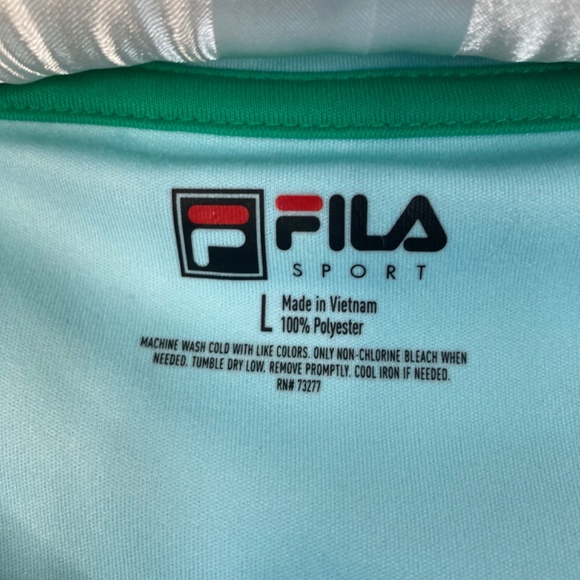 FILA
SPORT
L Made in Vietnam
100% Polyester
MACHINE WASH COLD WITH LIKE COLORS. ONLY NON-CHLORINE BLEACH WHEN
NEEDED. TUMBLE DRY LOW. REMOVE PROMPTLY. COOL IRON IF NEEDED.
RN# 73277